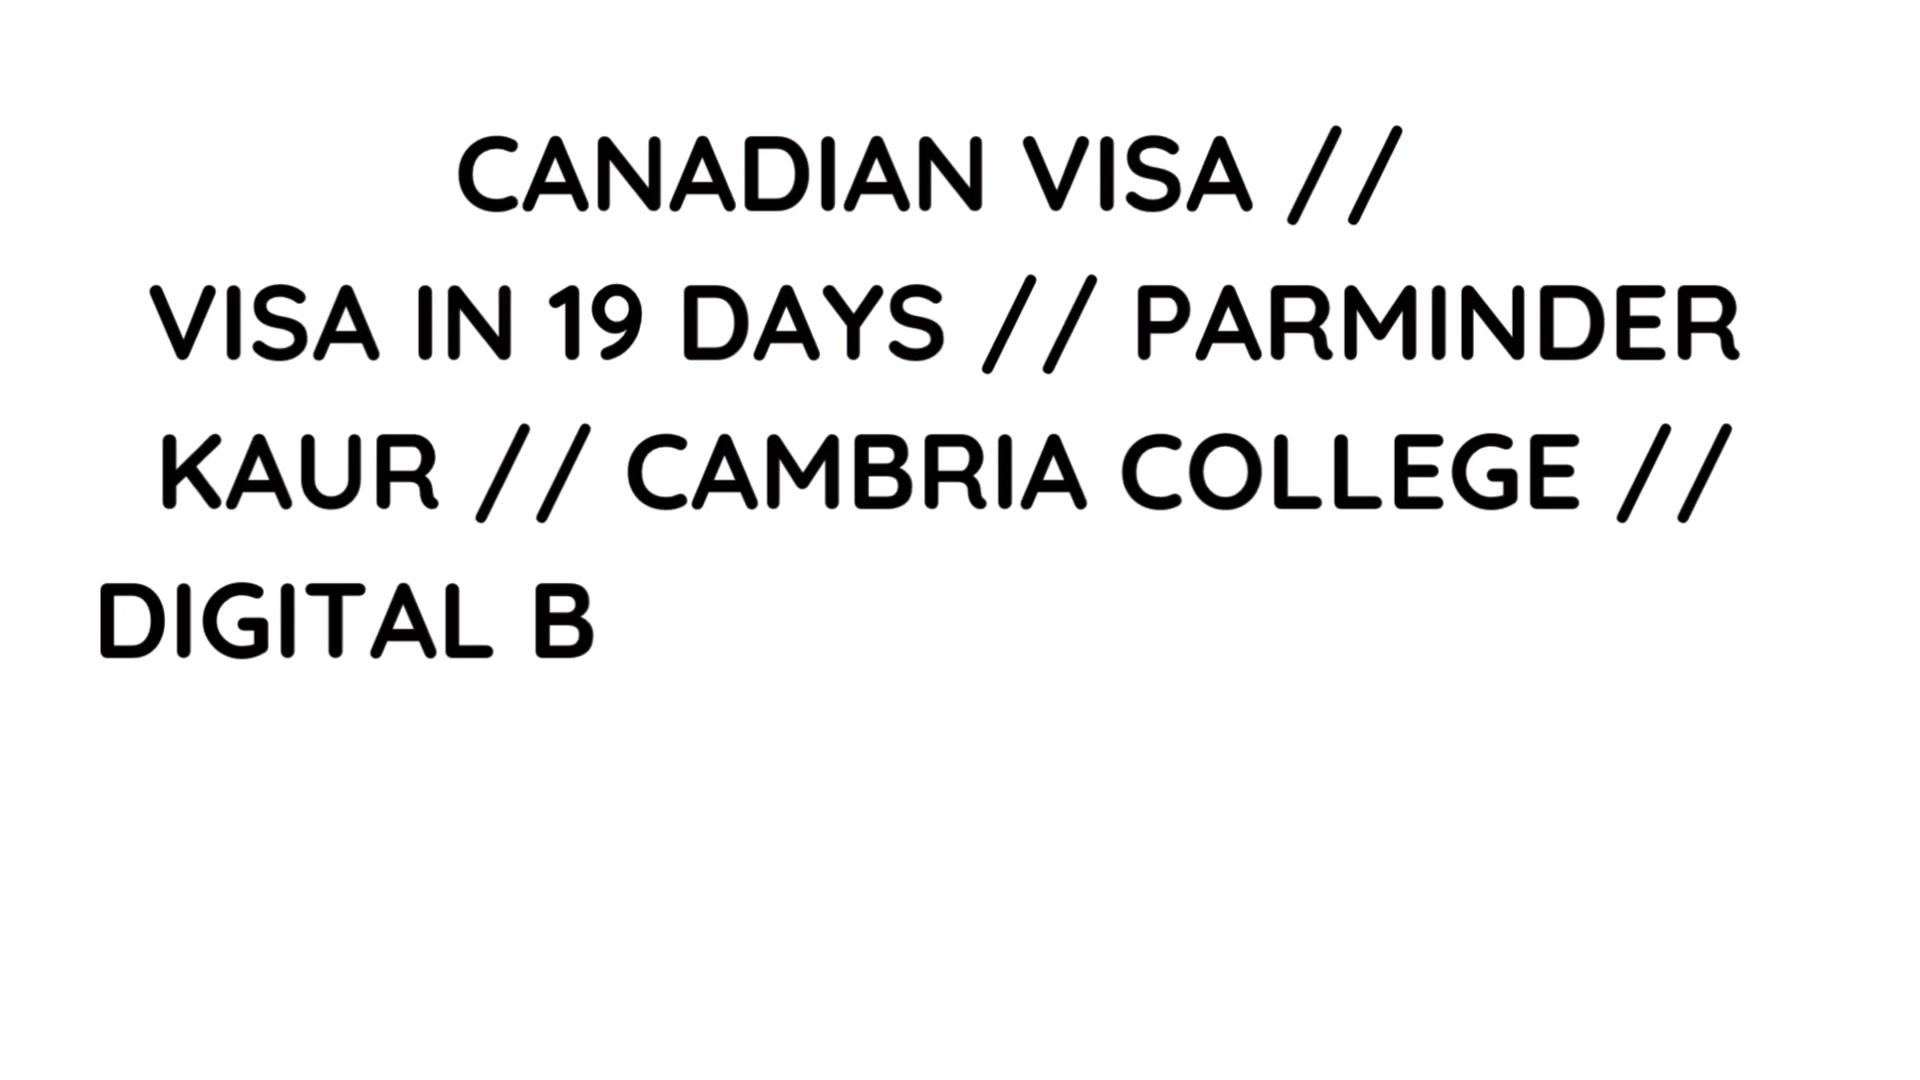 CANADIAN VISA //
VISA IN 19 DAYS // PARMINDER
KAUR // CAMBRIA COLLEGE //
DIGITAL B